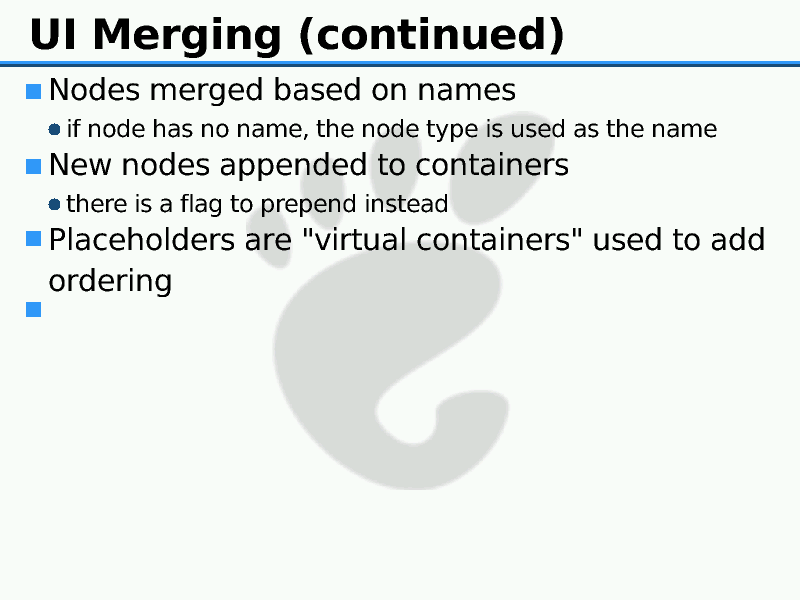 UI Merging (continued)
Nodes merged based on names
if node has no name, the node type is used as the name
New nodes appended to containers
there is a flag to prepend instead
Placeholders are "virtual containers" used to add
ordering